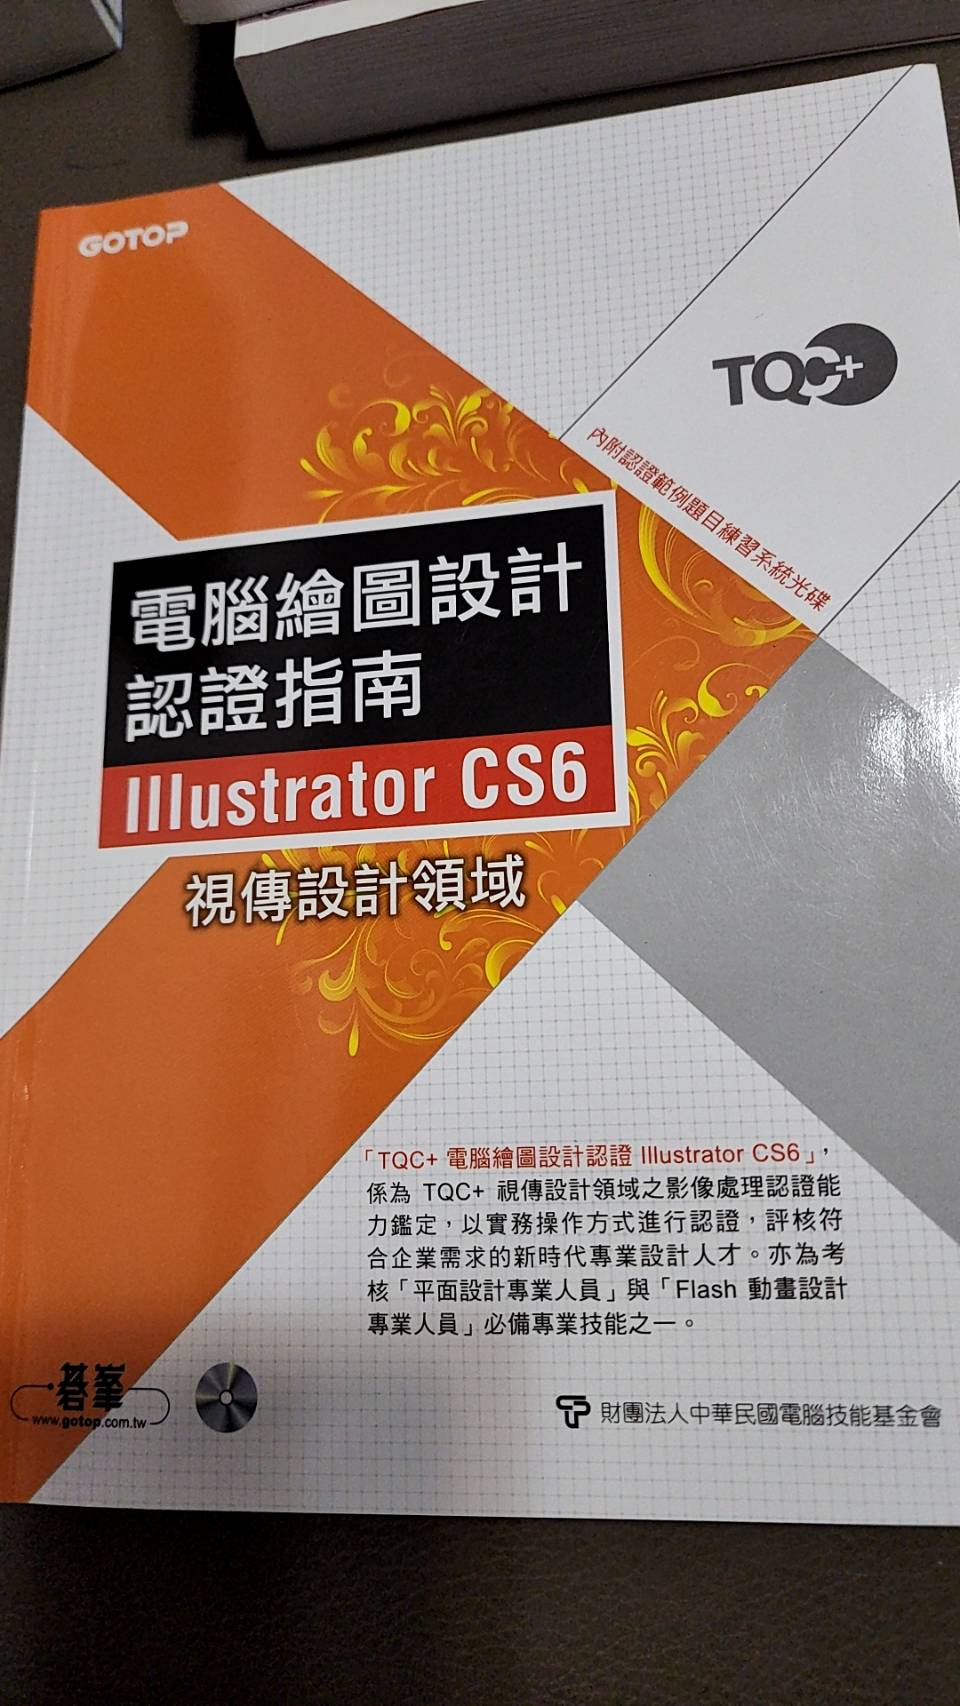 GOTOP
TQC+
內附認證範例題目練習系統光碟
電腦繪圖設計
認證指南
Illustrator CS6
視傳設計領域
「TQC+ 電腦繪圖設計認證 Illustrator CS6」，
係為 TQC+ 視傳設計領域之影像處理認證能
力鑑定，以實務操作方式進行認證，評核符
合企業需求的新時代專業設計人才。亦為考
核「平面設計專業人員」與「Flash 動畫設計
專業人員」必備專業技能之一。
碁峯
www.gotop.com.tw
財團法人中華民國電腦技能基金會